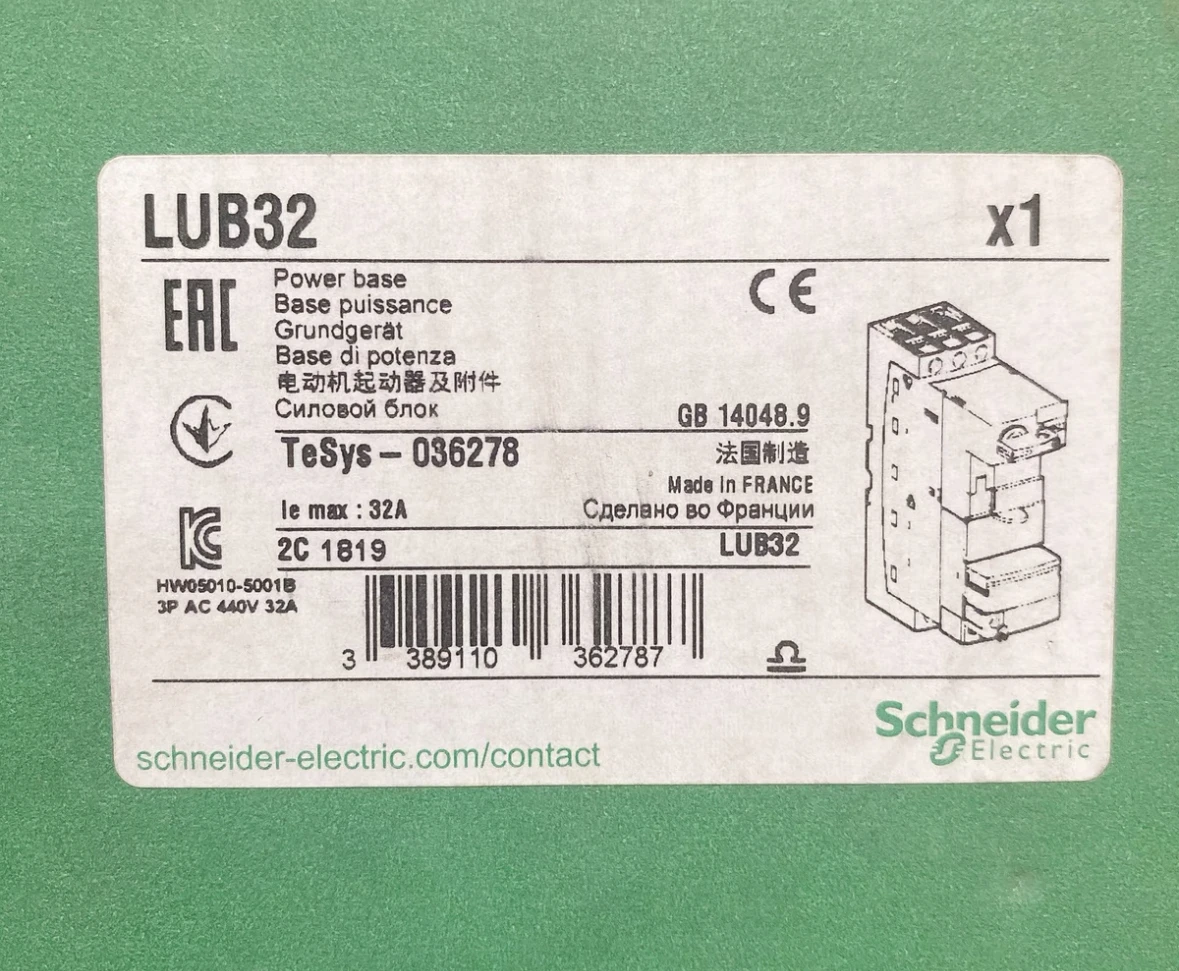 LUB32 x1
EAC
CE
Power base
Base puissance
Grundgerät
Base di potenza
电动机起动器及附件
Силовой блок
GB 14048.9
TeSys – 036278
法国制造
Made in FRANCE
Ie max : 32A
Сделано во Франции
2C 1819
LUB32
KC
HW05010-5001B
3P AC 440V 32A
3 389110 362787
schneider-electric.com/contact
Schneider
Electric